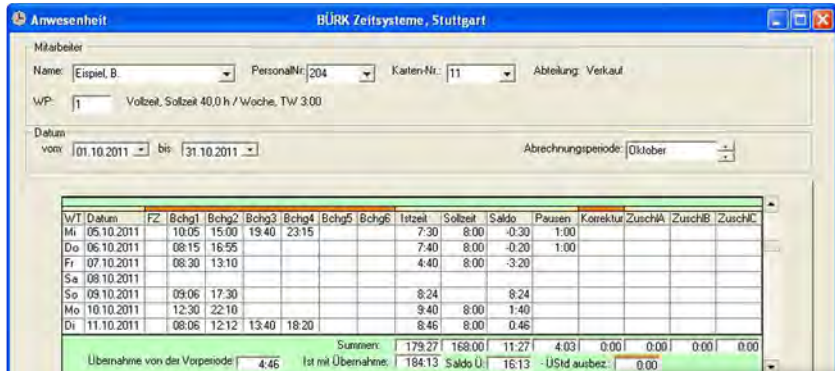 Anwesenheit BÜRK Zeitsysteme, Stuttgart
Mitarbeiter
Name: Eispiel, B. PersonalNr: 204 Karten-Nr.: 11 Abteilung: Verkauf
WP: 1 Vollzeit, Sollzeit 40,0 h / Woche, TW 3:00
Datum
vom: 01.10.2011 bis 31.10.2011 Abrechnungsperiode: Oktober
WT Datum FZ Bchg1 Bchg2 Bchg3 Bchg4 Bchg5 Bchg6 Istzeit Sollzeit Saldo Pausen Korrektur ZuschlA ZuschlB ZuschlC
Mi 05.10.2011 10:05 15:00 19:40 23:15 7:30 8:00 -0:30 1:00
Do 06.10.2011 08:15 16:55 7:40 8:00 -0:20 1:00
Fr 07.10.2011 08:30 13:10 4:40 8:00 -3:20
Sa 08.10.2011
So 09.10.2011 09:06 17:30 8:24 8:24
Mo 10.10.2011 12:30 22:10 9:40 8:00 1:40
Di 11.10.2011 08:06 12:12 13:40 18:20 8:46 8:00 0:46
Summen: 179:27 168:00 11:27 4:03 0:00 0:00 0:00 0:00
Übernahme von der Vorperiode: 4:46 Ist mit Übernahme: 184:13 Saldo Ü: 16:13 - ÜStd ausbez.: 0:00